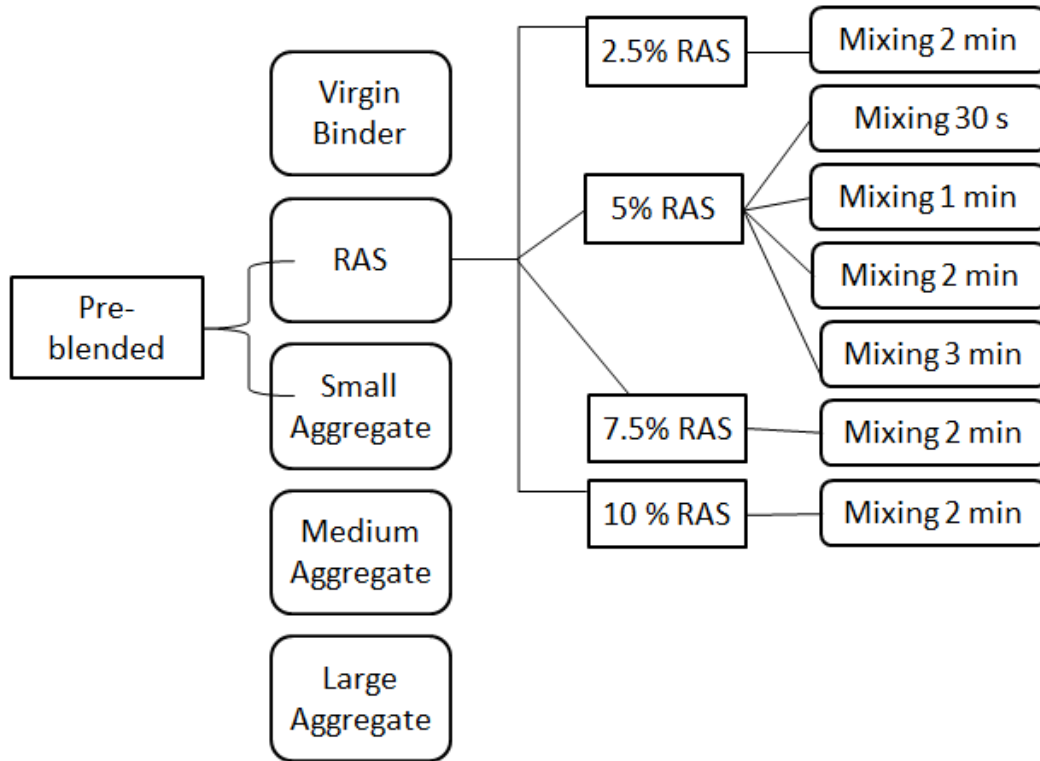 Pre-
blended
Virgin
Binder
RAS
Small
Aggregate
Medium
Aggregate
Large
Aggregate
2.5% RAS
5% RAS
7.5% RAS
10 % RAS
Mixing 2 min
Mixing 30 s
Mixing 1 min
Mixing 2 min
Mixing 3 min
Mixing 2 min
Mixing 2 min